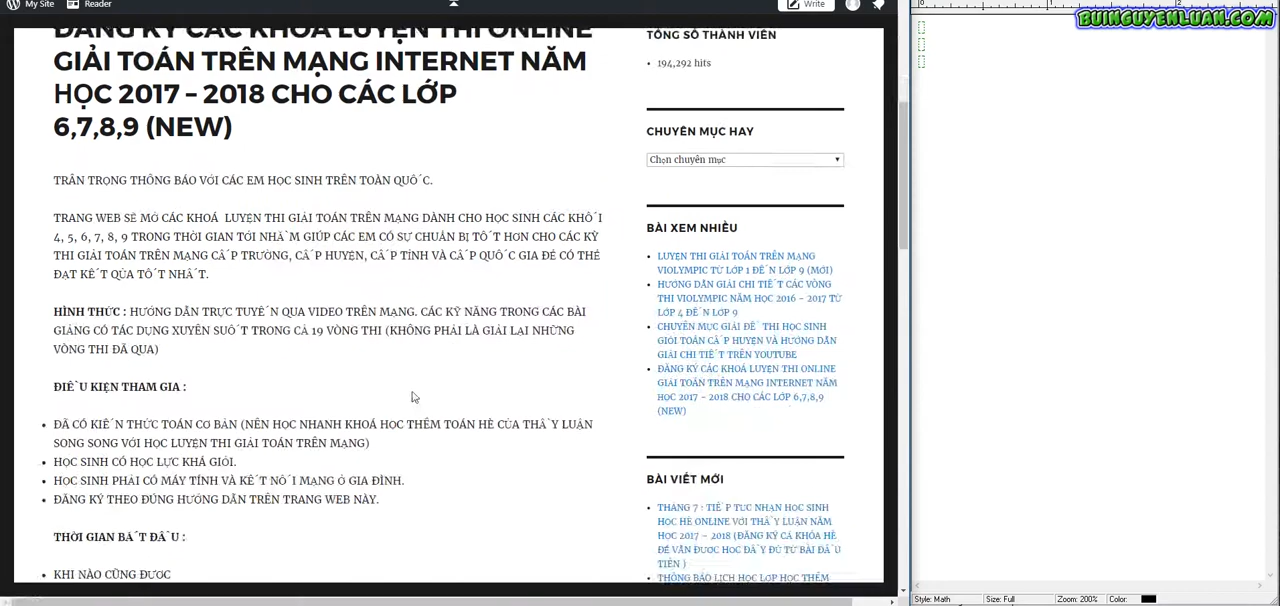 My Site
Reader
Write
ĐĂNG KÝ CÁC KHOÁ LUYỆN THI ONLINE
GIẢI TOÁN TRÊN MẠNG INTERNET NĂM
HỌC 2017 – 2018 CHO CÁC LỚP
6,7,8,9 (NEW)
TRÂN TRỌNG THÔNG BÁO VỚI CÁC EM HỌC SINH TRÊN TOÀN QUỐC.
TRANG WEB SẼ MỞ CÁC KHOÁ LUYỆN THI GIẢI TOÁN TRÊN MẠNG DÀNH CHO HỌC SINH CÁC KHỐI
4, 5, 6, 7, 8, 9 TRONG THỜI GIAN TỚI NHẰM GIÚP CÁC EM CÓ SỰ CHUẨN BỊ TỐT HƠN CHO CÁC KỲ
THI GIẢI TOÁN TRÊN MẠNG CẤP TRƯỜNG, CẤP HUYỆN, CẤP TỈNH VÀ CẤP QUỐC GIA ĐỂ CÓ THỂ
ĐẠT KẾT QỦA TỐT NHẤT.
HÌNH THỨC : HƯỚNG DẪN TRỰC TUYẾN QUA VIDEO TRÊN MẠNG. CÁC KỸ NĂNG TRONG CÁC BÀI
GIẢNG CÓ TÁC DỤNG XUYÊN SUỐT TRONG CẢ 19 VÒNG THI (KHÔNG PHẢI LÀ GIẢI LẠI NHỮNG
VÒNG THI ĐÃ QUA)
ĐIỀU KIỆN THAM GIA :
ĐÃ CÓ KIẾN THỨC TOÁN CƠ BẢN (NÊN HỌC NHANH KHOÁ HỌC THÊM TOÁN HÈ CỦA THẦY LUÂN
SONG SONG VỚI HỌC LUYỆN THI GIẢI TOÁN TRÊN MẠNG)
HỌC SINH CÓ HỌC LỰC KHÁ GIỎI.
HỌC SINH PHẢI CÓ MÁY TÍNH VÀ KẾT NỐI MẠNG Ở GIA ĐÌNH.
ĐĂNG KÝ THEO ĐÚNG HƯỚNG DẪN TRÊN TRANG WEB NÀY.
THỜI GIAN BẮT ĐẦU :
KHI NÀO CŨNG ĐƯỢC
TỔNG SỐ THÀNH VIÊN
194,292 hits
CHUYÊN MỤC HAY
Chọn chuyên mục
BÀI XEM NHIỀU
LUYỆN THI GIẢI TOÁN TRÊN MẠNG
VIOLYMPIC TỪ LỚP 1 ĐẾN LỚP 9 (MỚI)
HƯỚNG DẪN GIẢI CHI TIẾT CÁC VÒNG
THI VIOLYMPIC NĂM HỌC 2016 – 2017 TỪ
LỚP 4 ĐẾN LỚP 9
CHUYÊN MỤC GIẢI ĐỀ THI HỌC SINH
GIỎI TOÁN CẤP HUYỆN VÀ HƯỚNG DẪN
GIẢI CHI TIẾT TRÊN YOUTUBE
ĐĂNG KÝ CÁC KHOÁ LUYỆN THI ONLINE
GIẢI TOÁN TRÊN MẠNG INTERNET NĂM
HỌC 2017 – 2018 CHO CÁC LỚP 6,7,8,9
(NEW)
BÀI VIẾT MỚI
THÁNG 7 : TIẾP TỤC NHẬN HỌC SINH
HỌC HÈ ONLINE VỚI THẦY LUÂN NĂM
HỌC 2017 – 2018 (ĐĂNG KÝ CẢ KHÓA HÈ
ĐỂ VẪN ĐƯỢC HỌC ĐẦY ĐỦ TỪ BÀI ĐẦU
TIÊN )
THÔNG BÁO LỊCH HỌC LỚP HỌC THÊM
0 1 2
BUINGUYENLUAN.COM
Style: Math Size: Full Zoom: 200% Color: